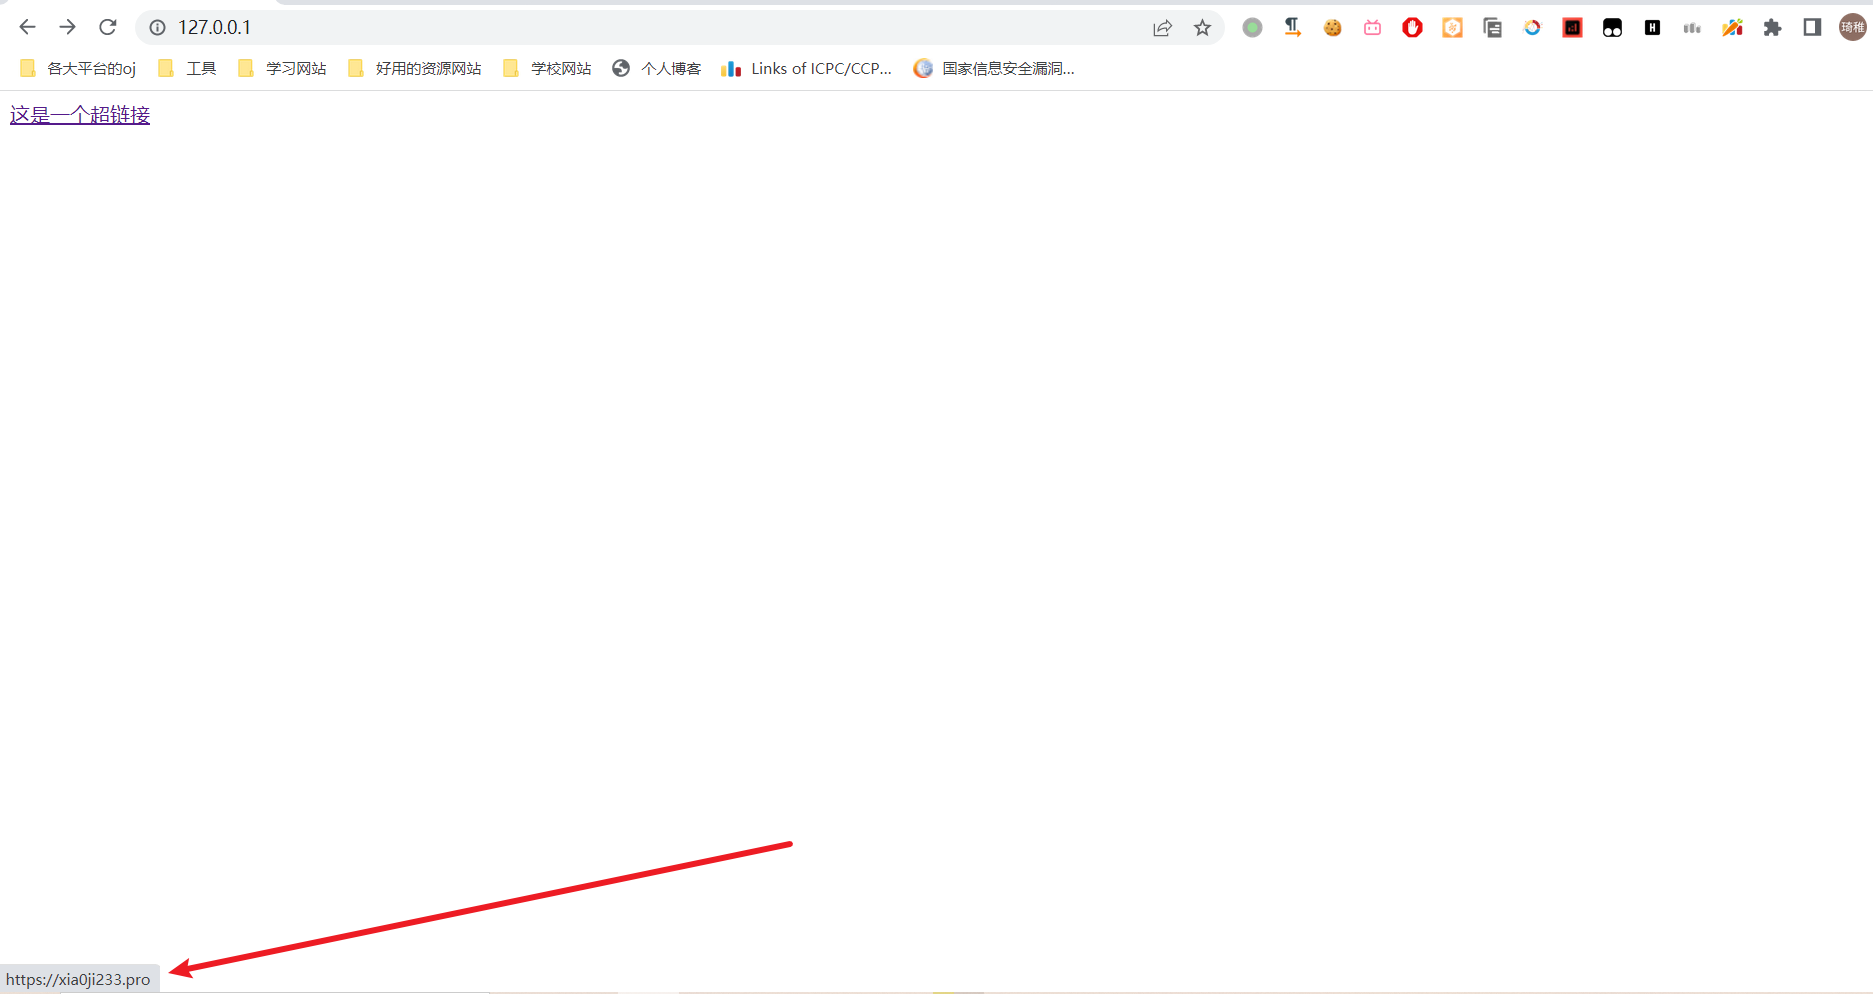 127.0.0.1
各大平台的oj 工具 学习网站 好用的资源网站 学校网站 个人博客 Links of ICPC/CCP... 国家信息安全漏洞...
这是一个超链接
https://xia0ji233.pro